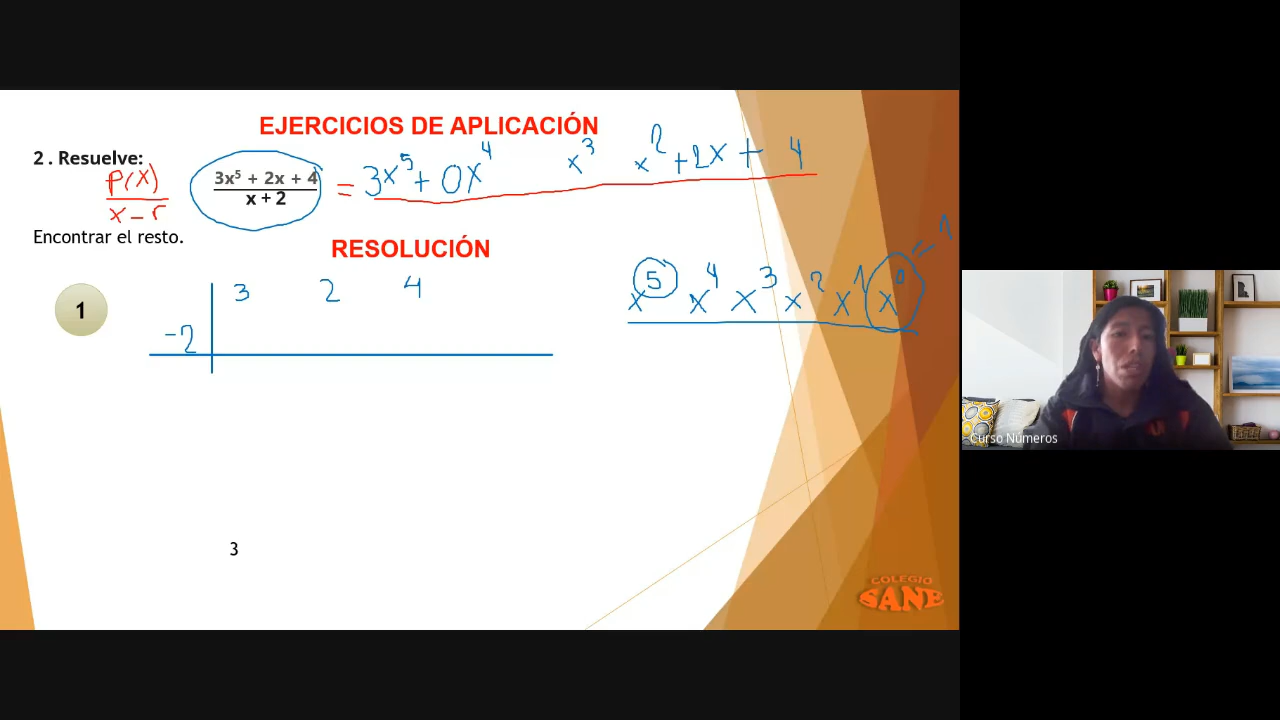 EJERCICIOS DE APLICACIÓN
2 . Resuelve:
P(x)
x - r
3x⁵ + 2x + 4
x + 2
= 3x⁵ + 0x⁴ x³ x² + 2x + 4
Encontrar el resto.
RESOLUCIÓN
x⁵ x⁴ x³ x² x¹ x⁰ = 1
1
3 2 4
-2
3
COLEGIO
SANE
Curso Números